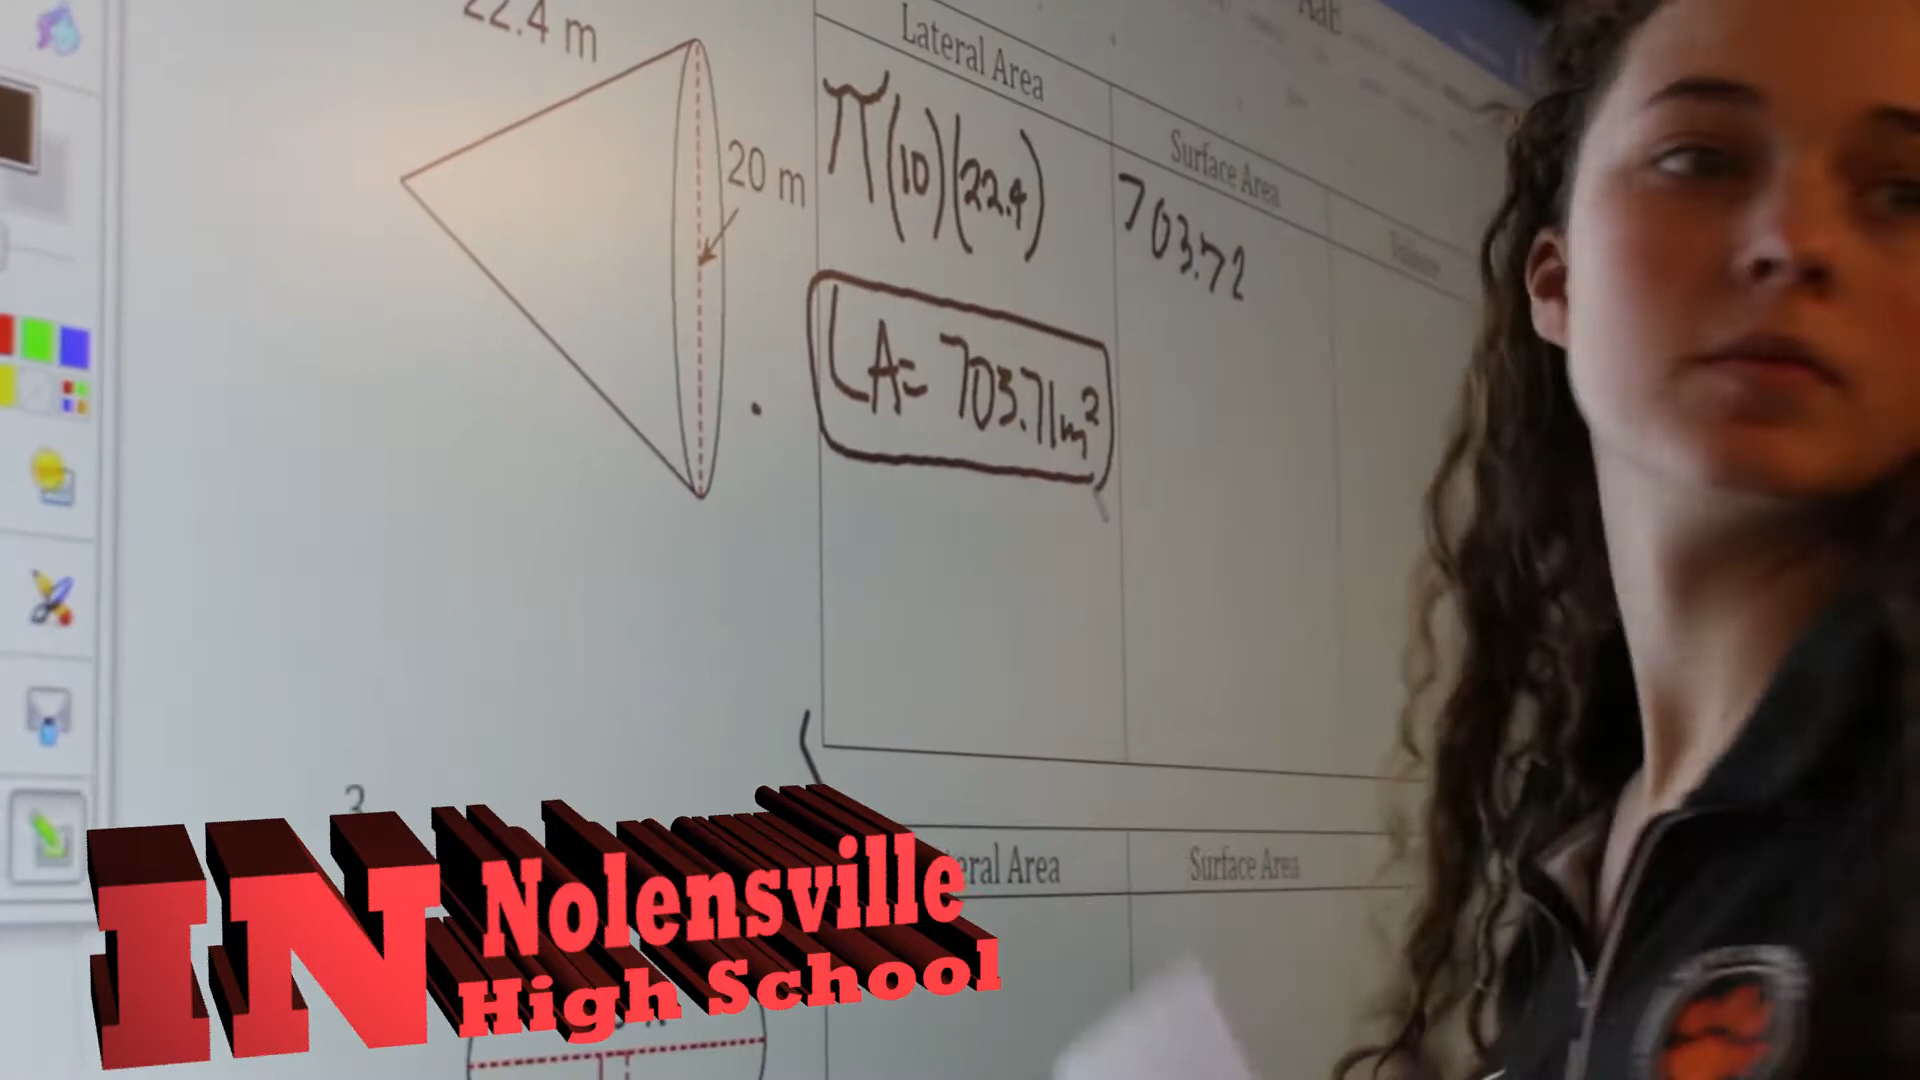 22.4 m
20 m
Lateral Area
π(10)(22.4)
LA = 703.71m²
Surface Area
703.72
3
eral Area
Surface Area
IN Nolensville
High School